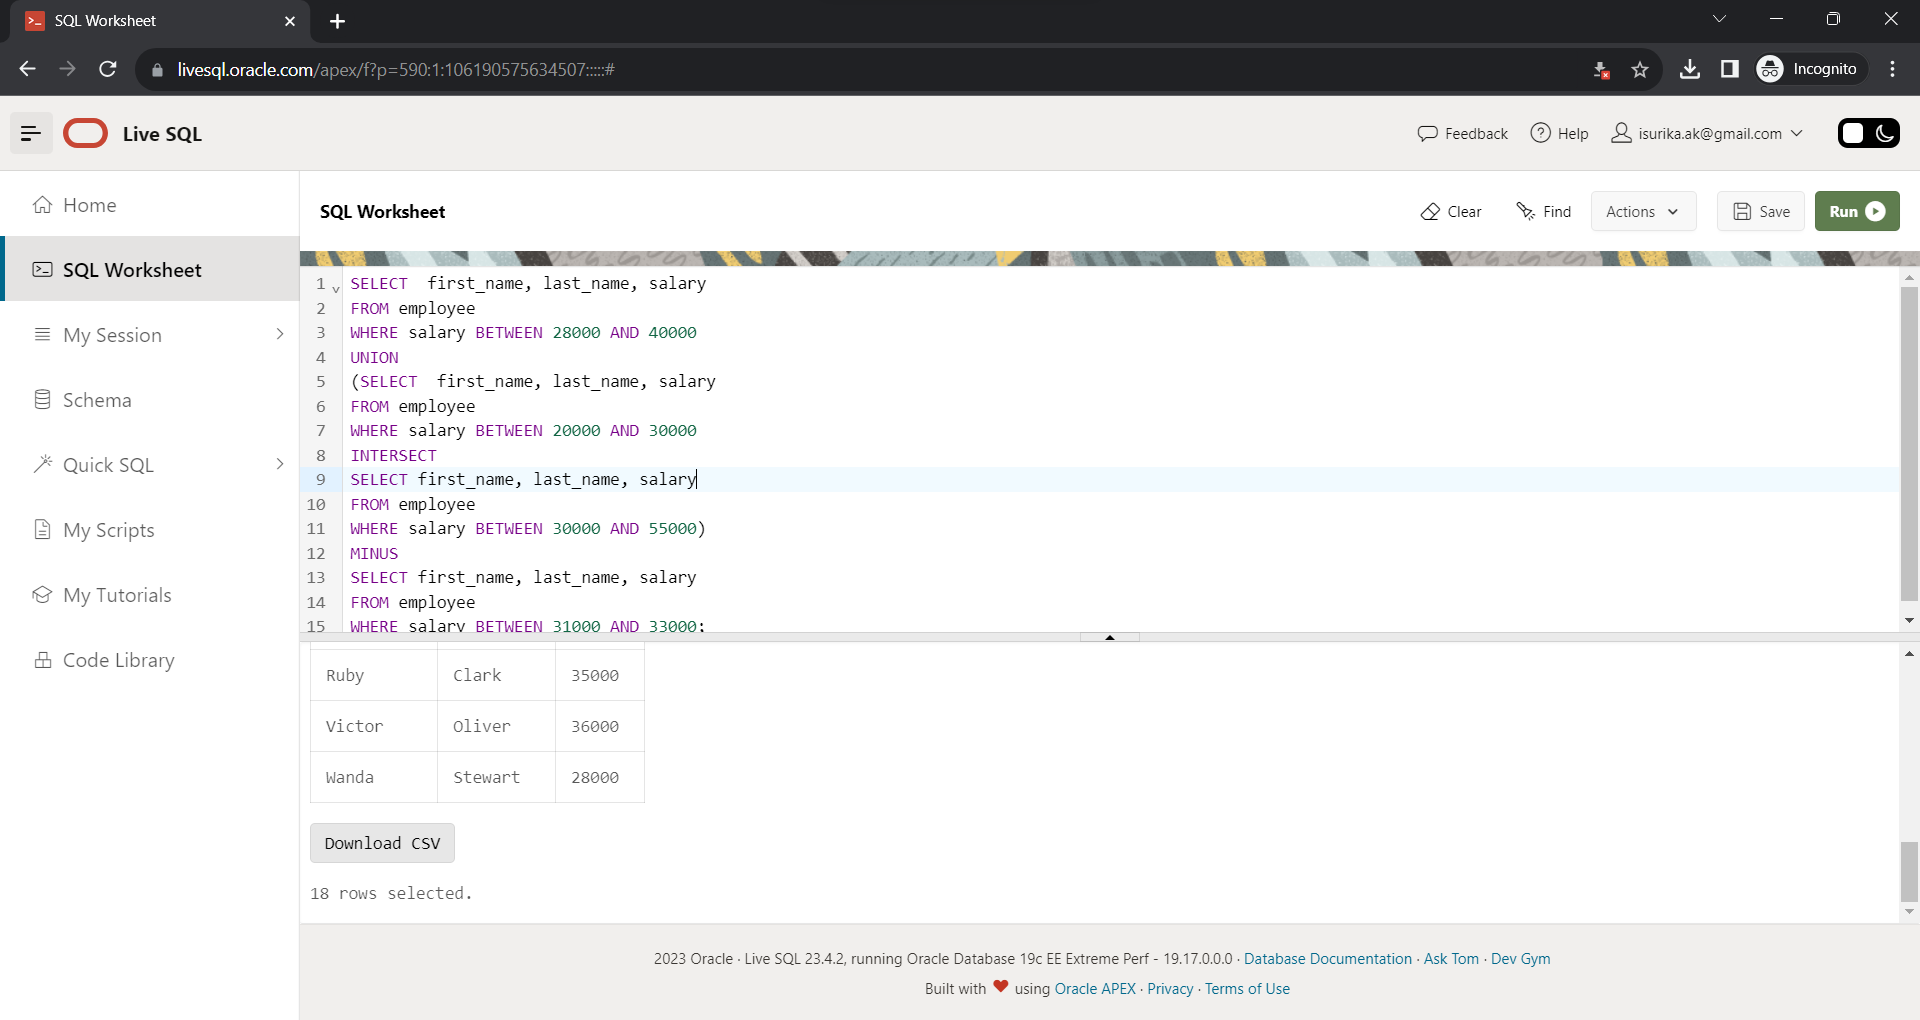 SQL Worksheet
livesql.oracle.com/apex/f?p=590:1:106190575634507:::::#
Incognito
Live SQL
Feedback
Help
isurika.ak@gmail.com
Home
SQL Worksheet
My Session
Schema
Quick SQL
My Scripts
My Tutorials
Code Library
SQL Worksheet
Clear
Find
Actions
Save
Run
1 SELECT  first_name, last_name, salary
2 FROM employee
3 WHERE salary BETWEEN 28000 AND 40000
4 UNION
5 (SELECT  first_name, last_name, salary
6 FROM employee
7 WHERE salary BETWEEN 20000 AND 30000
8 INTERSECT
9 SELECT first_name, last_name, salary
10 FROM employee
11 WHERE salary BETWEEN 30000 AND 55000)
12 MINUS
13 SELECT first_name, last_name, salary
14 FROM employee
15 WHERE salary BETWEEN 31000 AND 33000;
Ruby Clark 35000
Victor Oliver 36000
Wanda Stewart 28000
Download CSV
18 rows selected.
2023 Oracle · Live SQL 23.4.2, running Oracle Database 19c EE Extreme Perf - 19.17.0.0.0 · Database Documentation · Ask Tom · Dev Gym
Built with ❤ using Oracle APEX · Privacy · Terms of Use